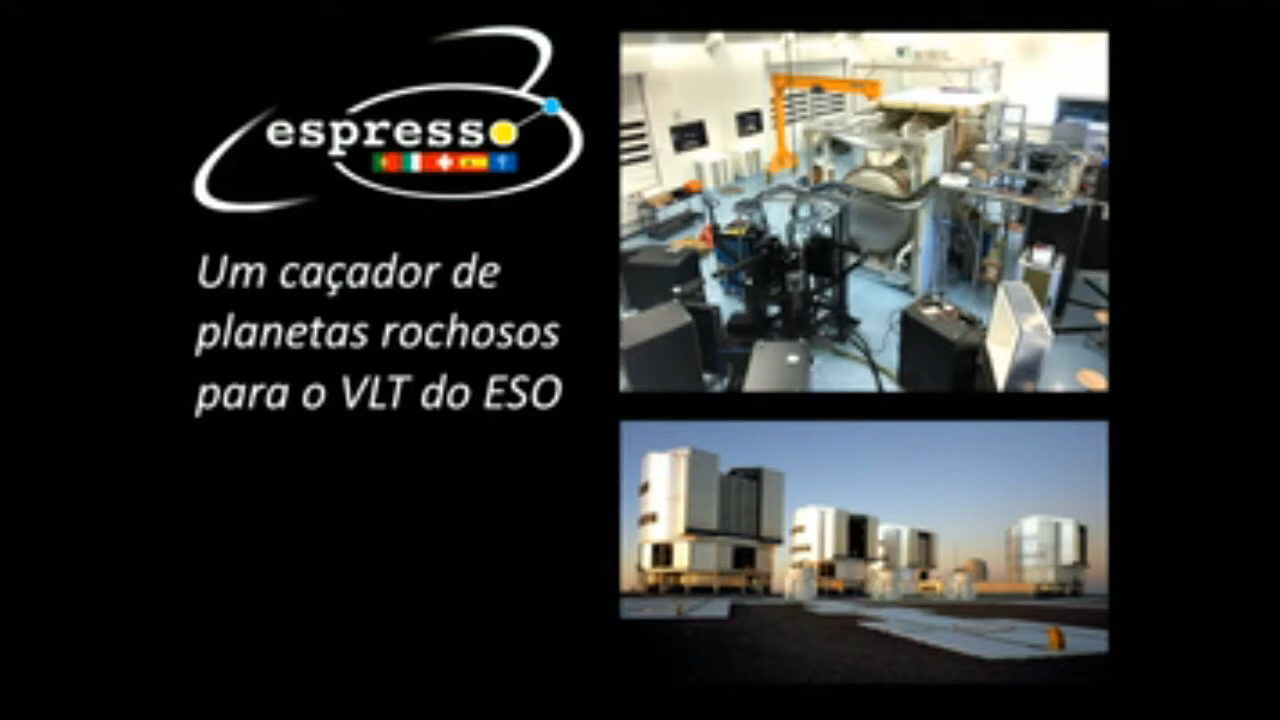 espresso
Um caçador de
planetas rochosos
para o VLT do ESO